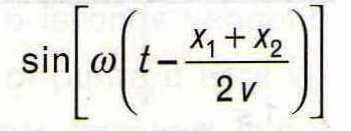 sin[ω(t − (x₁ + x₂)/2v)]